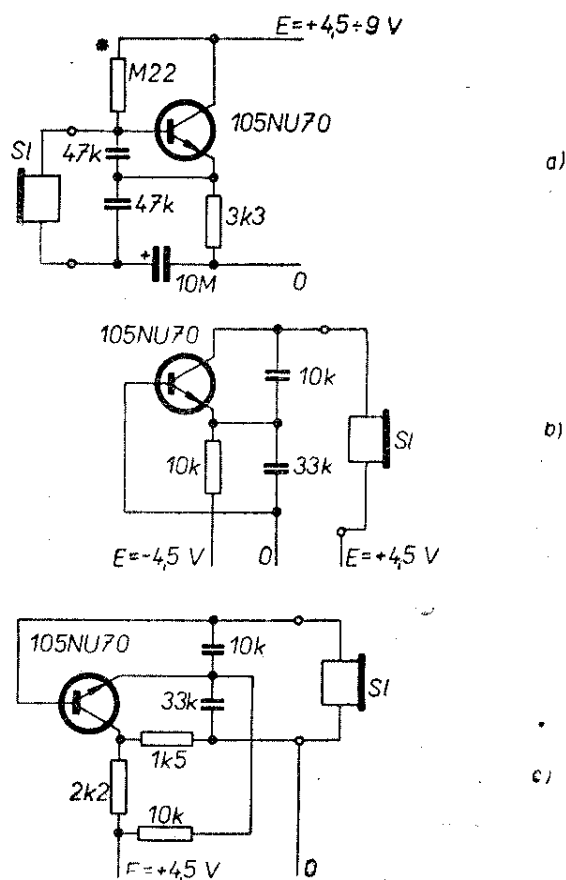 E=+4,5÷9 V
*
M22
105NU70
Sl
47k
a)
47k
3k3
+
10M
0
105NU70
10k
b)
Sl
10k
33k
E=-4,5 V
0
E=+4,5 V
105NU70
10k
Sl
33k
1k5
c)
2k2
10k
E=+4,5 V
0